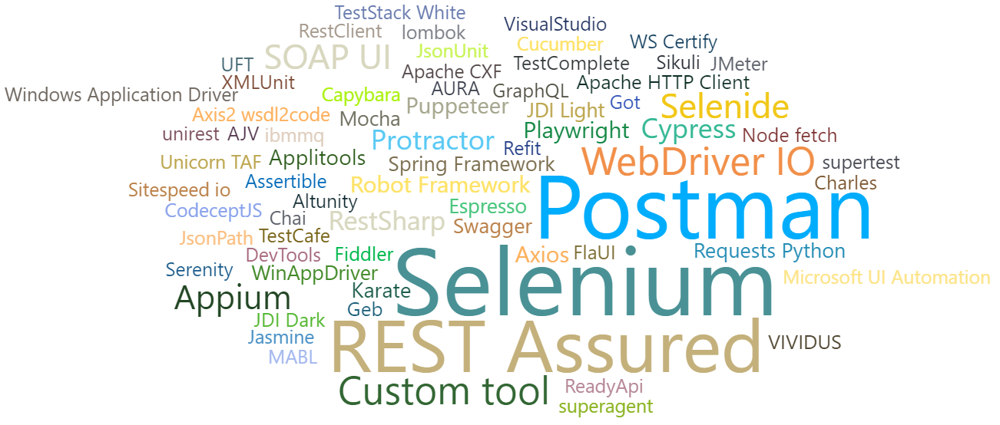 TestStack White
VisualStudio
RestClient
lombok
Cucumber
WS Certify
SOAP UI
JsonUnit
UFT
TestComplete
Sikuli
JMeter
Apache CXF
XMLUnit
AURA
GraphQL
Apache HTTP Client
Windows Application Driver
Capybara
Puppeteer
JDI Light
Got
Selenide
Axis2 wsdl2code
Mocha
unirest
AJV
ibmmq
Protractor
Playwright
Cypress
Node fetch
Refit
Unicorn TAF
Applitools
Spring Framework
WebDriver IO
supertest
Sitespeed io
Assertible
Robot Framework
Charles
CodeceptJS
Altunity
Espresso
Postman
Chai
RestSharp
Swagger
JsonPath
TestCafe
DevTools
Fiddler
Axios
FlaUI
Requests Python
Serenity
WinAppDriver
Selenium
Microsoft UI Automation
Appium
Karate
Geb
JDI Dark
Jasmine
REST Assured
VIVIDUS
MABL
Custom tool
ReadyApi
superagent